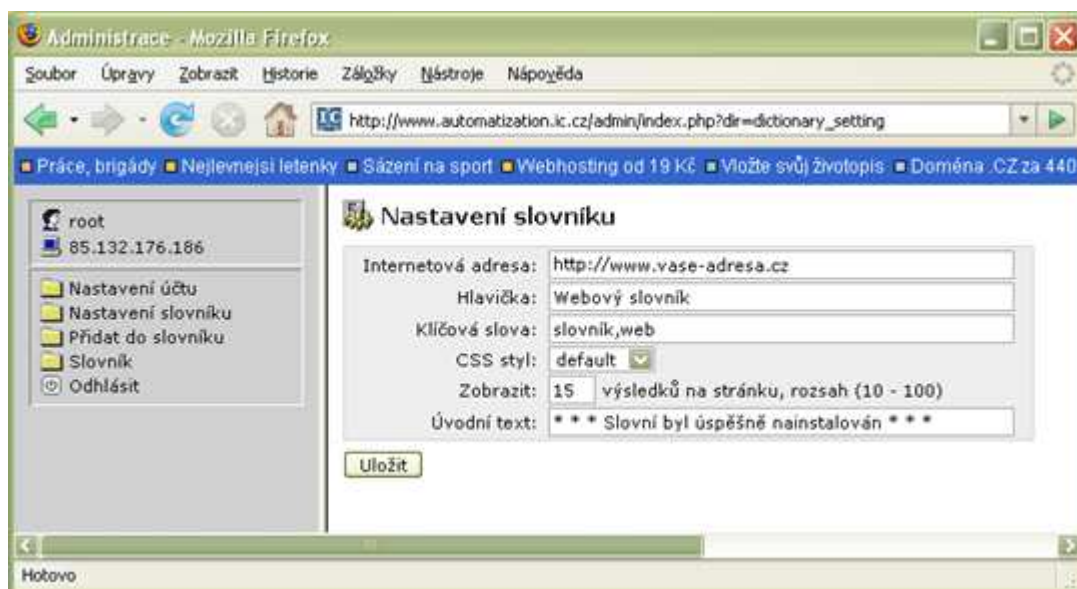 Administrace - Mozilla Firefox
Soubor Úpravy Zobrazit Historie Záložky Nástroje Nápověda
http://www.automatization.ic.cz/admin/index.php?dir=dictionary_setting
Práce, brigády Nejlevnejsi letenky Sázení na sport Webhosting od 19 Kč Vložte svůj životopis Doména .CZ za 440
root
85.132.176.186
Nastavení účtu
Nastavení slovníku
Přidat do slovníku
Slovník
Odhlásit
Nastavení slovníku
Internetová adresa: http://www.vase-adresa.cz
Hlavička: Webový slovník
Klíčová slova: slovník,web
CSS styl: default
Zobrazit: 15 výsledků na stránku, rozsah (10 - 100)
Úvodní text: * * * Slovní byl úspěšně nainstalován * * *
Uložit
Hotovo